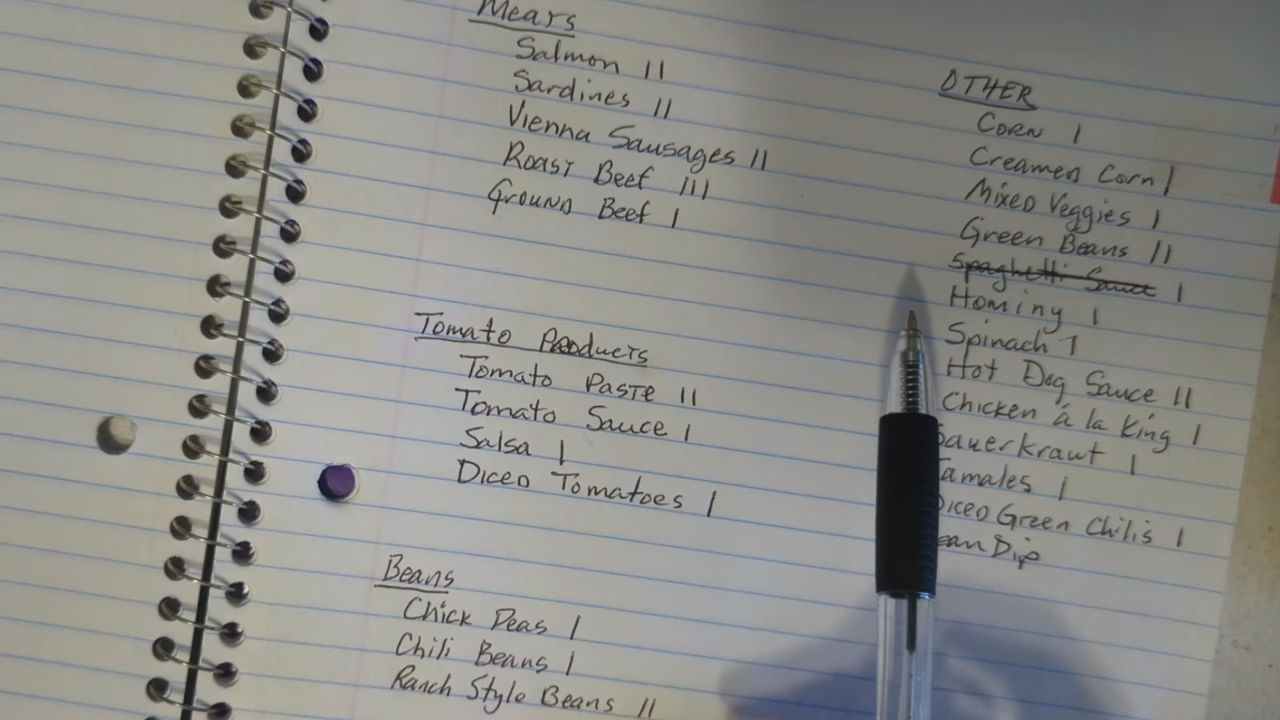 Meats
Salmon II
Sardines II
Vienna Sausages II
Roast Beef III
Ground Beef I
Tomato Products
Tomato Paste II
Tomato Sauce I
Salsa I
Diced Tomatoes I
Beans
Chick Peas I
Chili Beans I
Ranch Style Beans II
OTHER
Corn I
Creamed Corn I
Mixed Veggies I
Green Beans II
Spaghetti Sauce I
Hominy I
Spinach I
Hot Dog Sauce II
Chicken á la King I
Sauerkraut I
Tamales I
Diced Green Chilis I
ean Dip